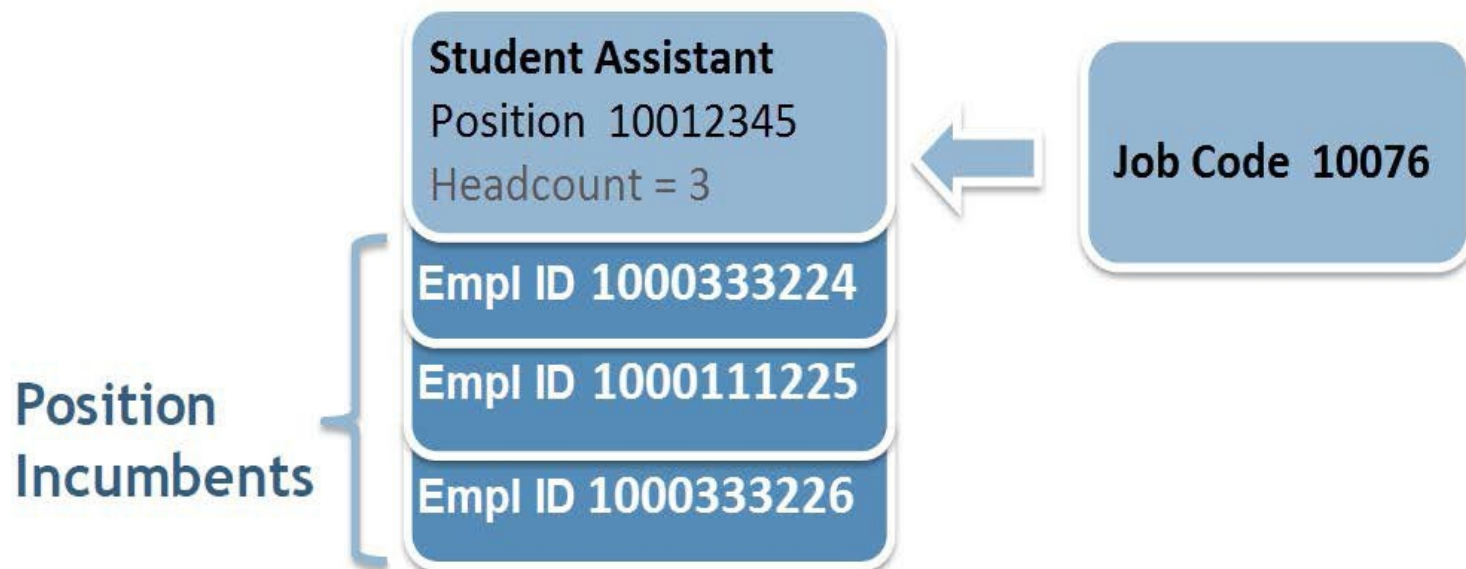 Student Assistant
Position 10012345
Headcount = 3
Job Code 10076
Empl ID 1000333224
Empl ID 1000111225
Empl ID 1000333226
Position
Incumbents